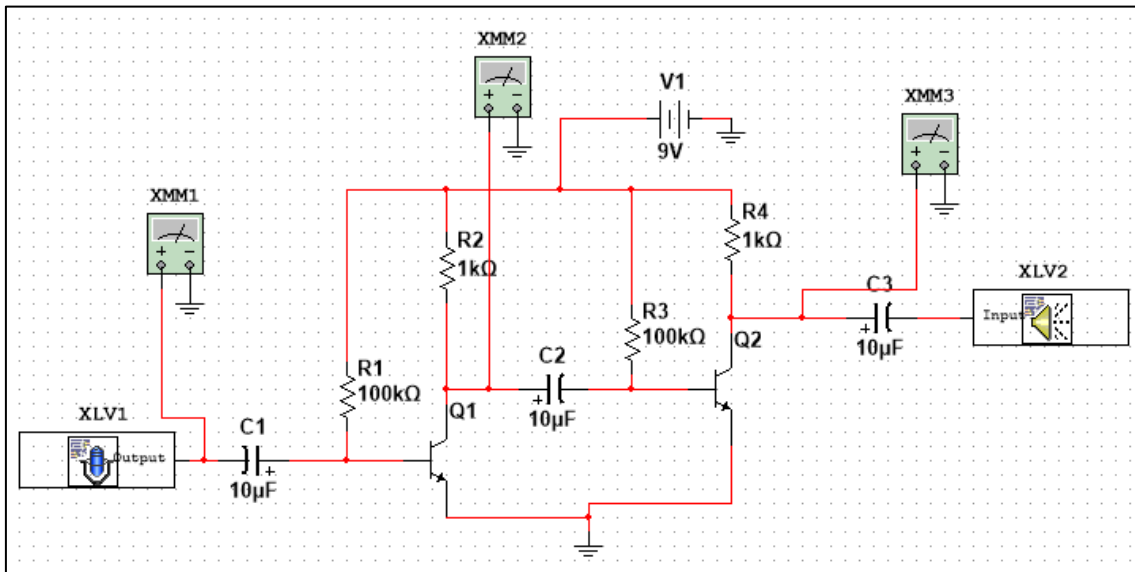 XMM2
+ -
V1
9V
XMM3
+ -
XMM1
+ -
R2
1kΩ
R4
1kΩ
C3
+
10µF
XLV2
Input
R3
100kΩ
Q2
R1
100kΩ
C2
+
10µF
Q1
XLV1
Output
C1
+
10µF